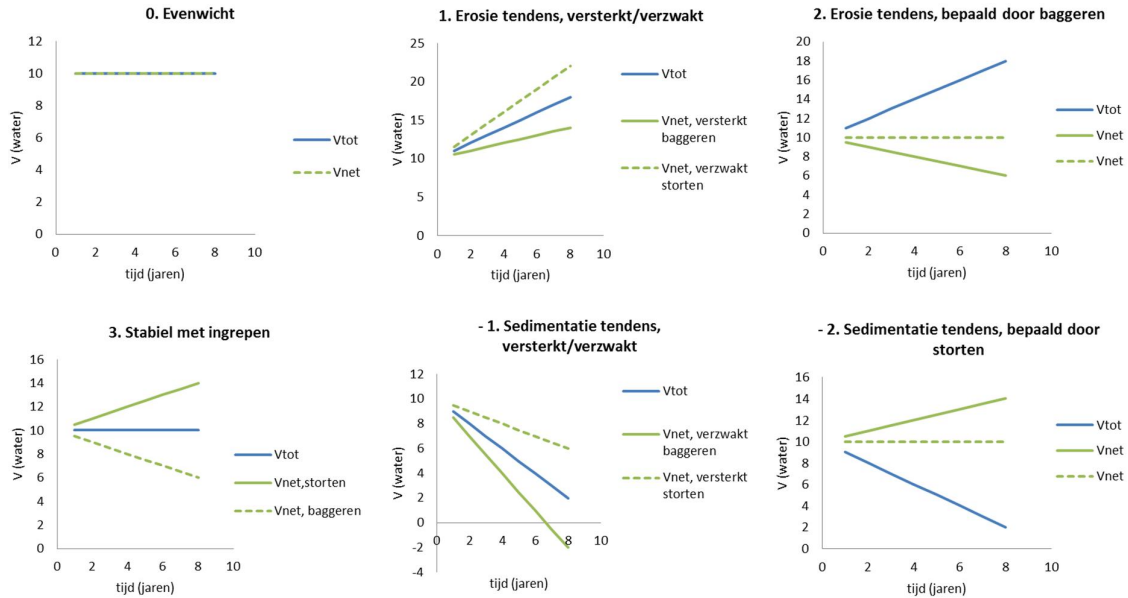 0. Evenwicht
12
10
8
6
4
2
0
V (water)
0 2 4 6 8 10
tijd (jaren)
Vtot
Vnet
1. Erosie tendens, versterkt/verzwakt
25
20
15
10
5
0
V (water)
0 2 4 6 8 10
tijd (jaren)
Vtot
Vnet, versterkt
baggeren
Vnet, verzwakt
storten
2. Erosie tendens, bepaald door baggeren
20
18
16
14
12
10
8
6
4
2
0
V (water)
0 2 4 6 8 10
tijd (jaren)
Vtot
Vnet
Vnet
3. Stabiel met ingrepen
16
14
12
10
8
6
4
2
0
V (water)
0 2 4 6 8 10
tijd (jaren)
Vtot
Vnet,storten
Vnet, baggeren
- 1. Sedimentatie tendens,
versterkt/verzwakt
10
8
6
4
2
0
-2
-4
V (water)
0 2 4 6 8 10
tijd (jaren)
Vtot
Vnet, verzwakt
baggeren
Vnet, versterkt
storten
- 2. Sedimentatie tendens, bepaald door
storten
16
14
12
10
8
6
4
2
0
V (water)
0 2 4 6 8 10
tijd (jaren)
Vtot
Vnet
Vnet